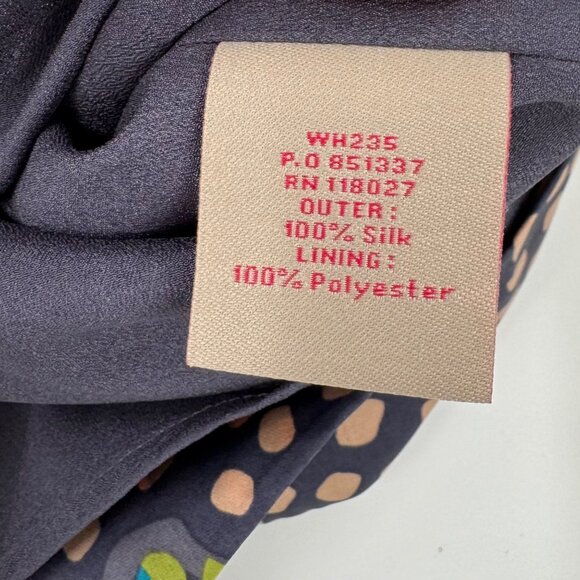 WH235
P.O 851337
RN 118027
OUTER :
100% Silk
LINING :
100% Polyester